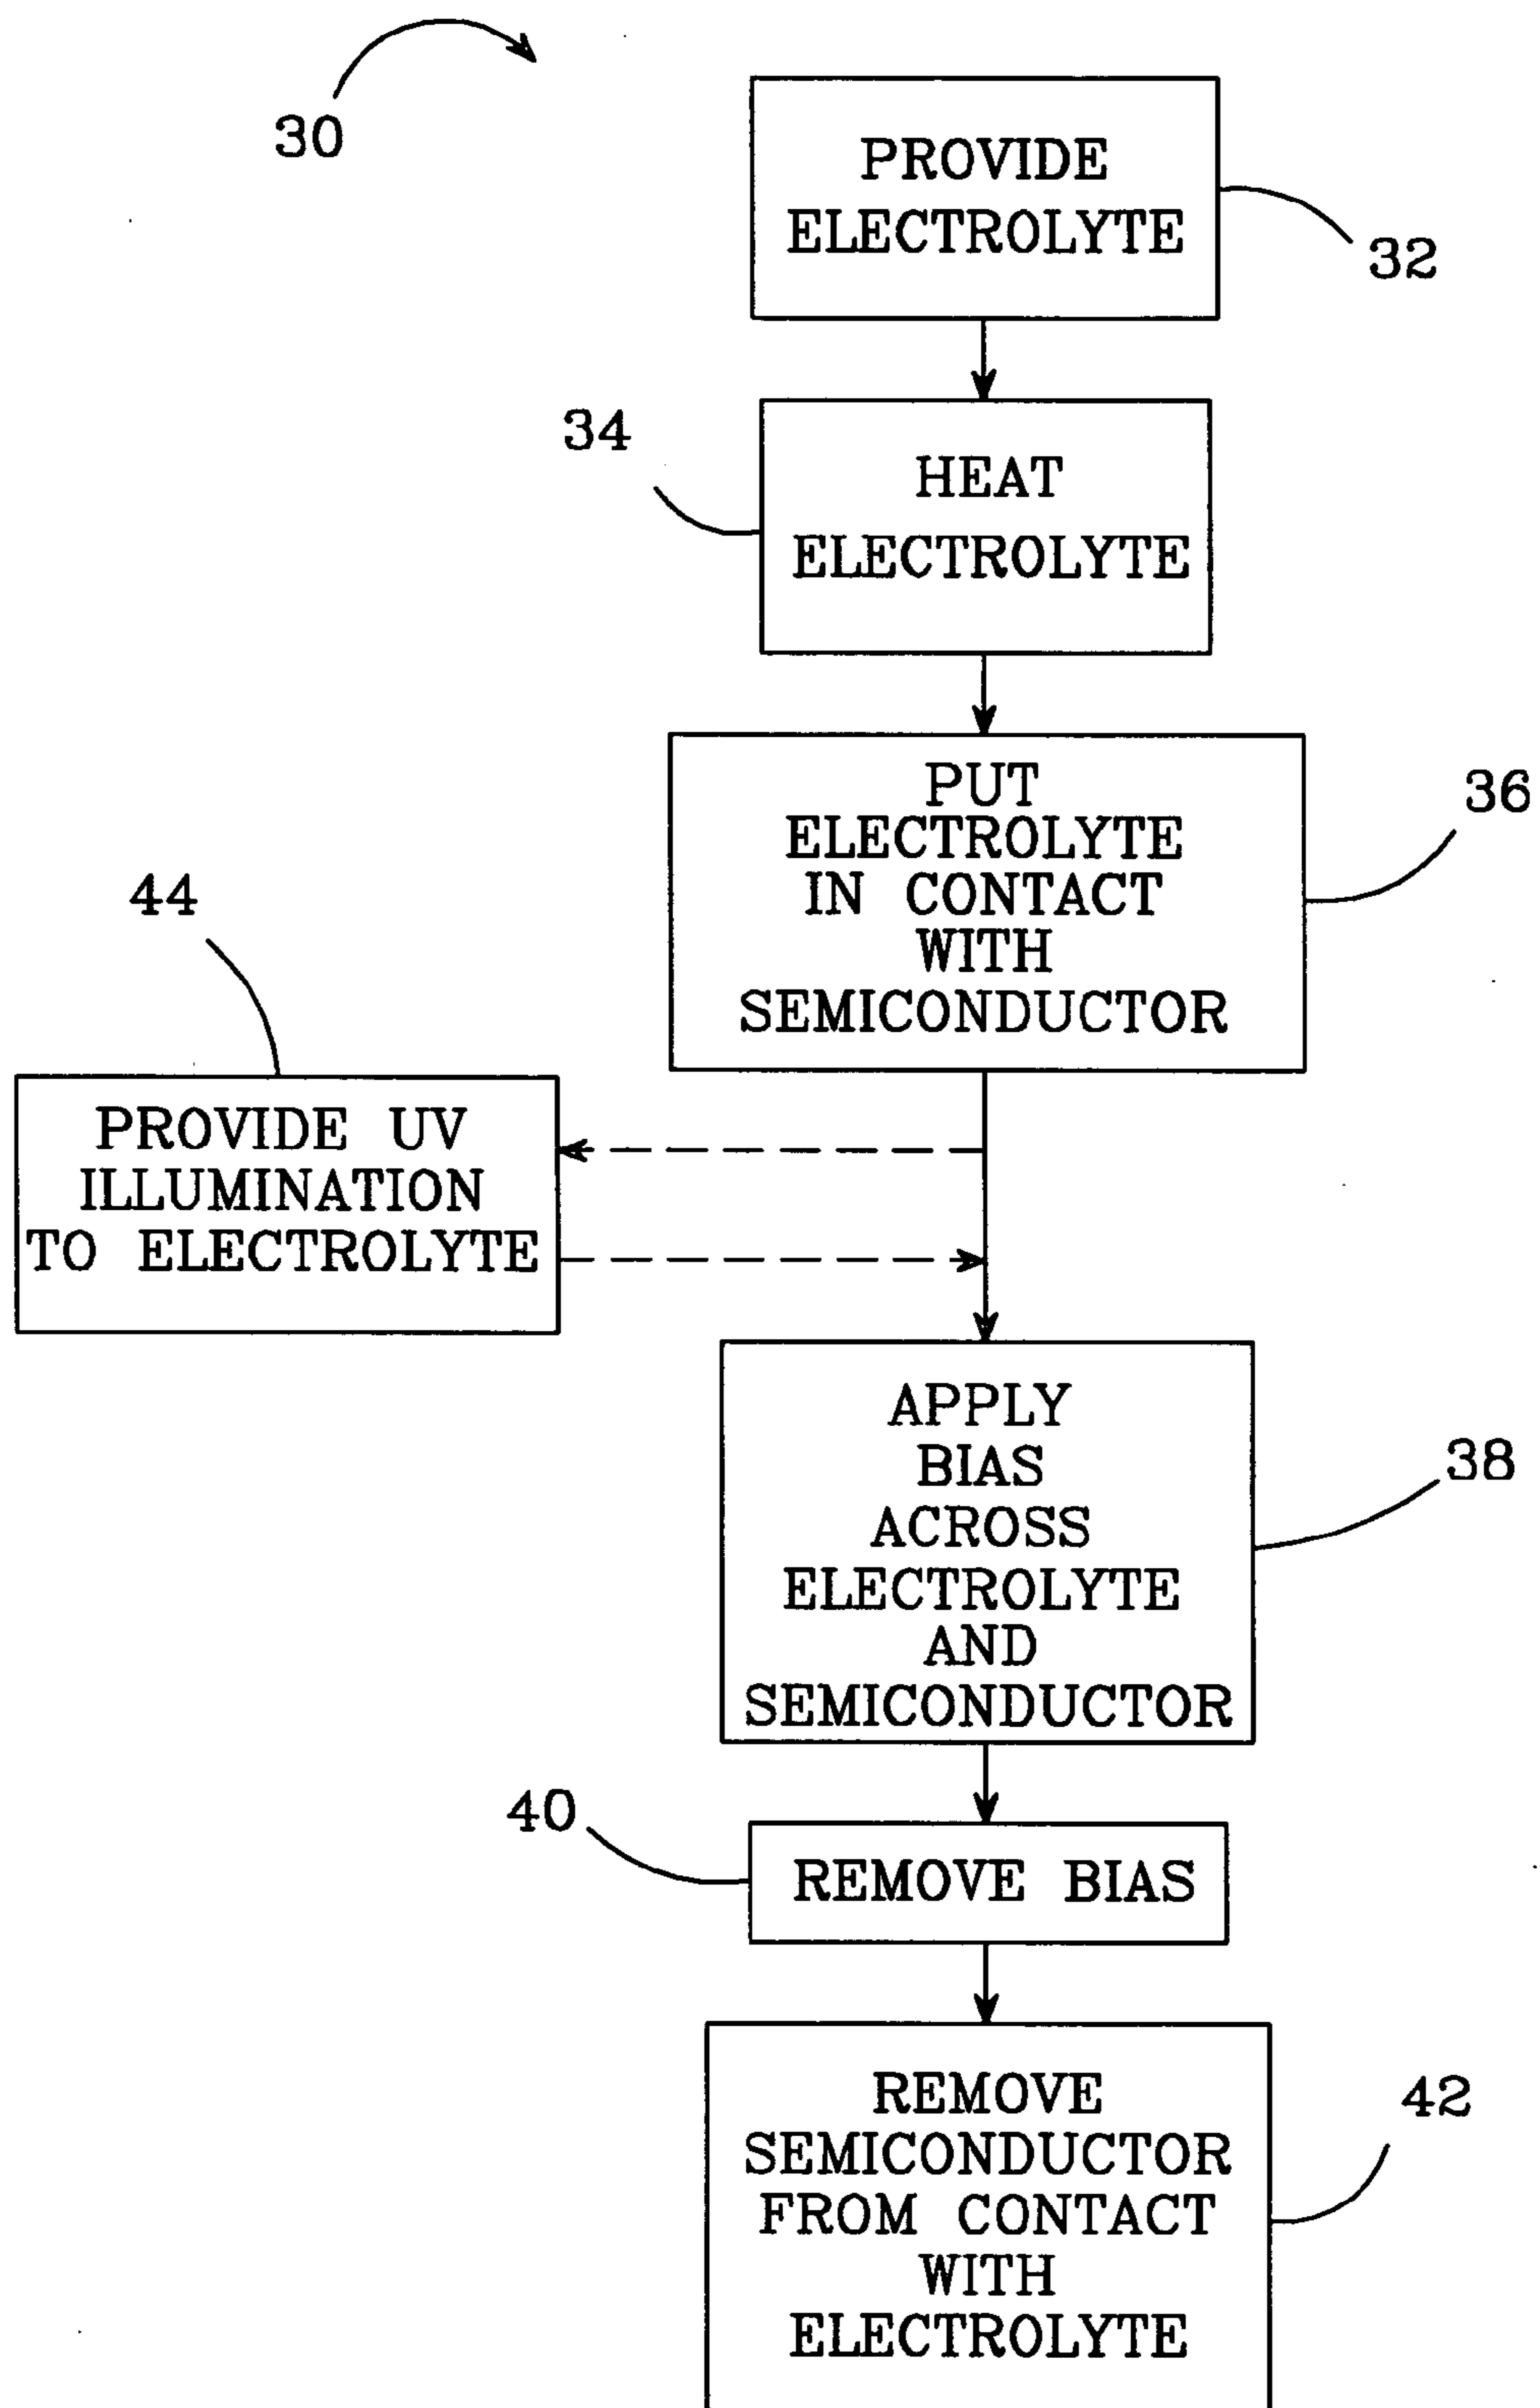 30
PROVIDE
ELECTROLYTE
32
34
HEAT
ELECTROLYTE
PUT
ELECTROLYTE
IN CONTACT
WITH
SEMICONDUCTOR
36
44
PROVIDE UV
ILLUMINATION
TO ELECTROLYTE
APPLY
BIAS
ACROSS
ELECTROLYTE
AND
SEMICONDUCTOR
38
40
REMOVE BIAS
REMOVE
SEMICONDUCTOR
FROM CONTACT
WITH
ELECTROLYTE
42